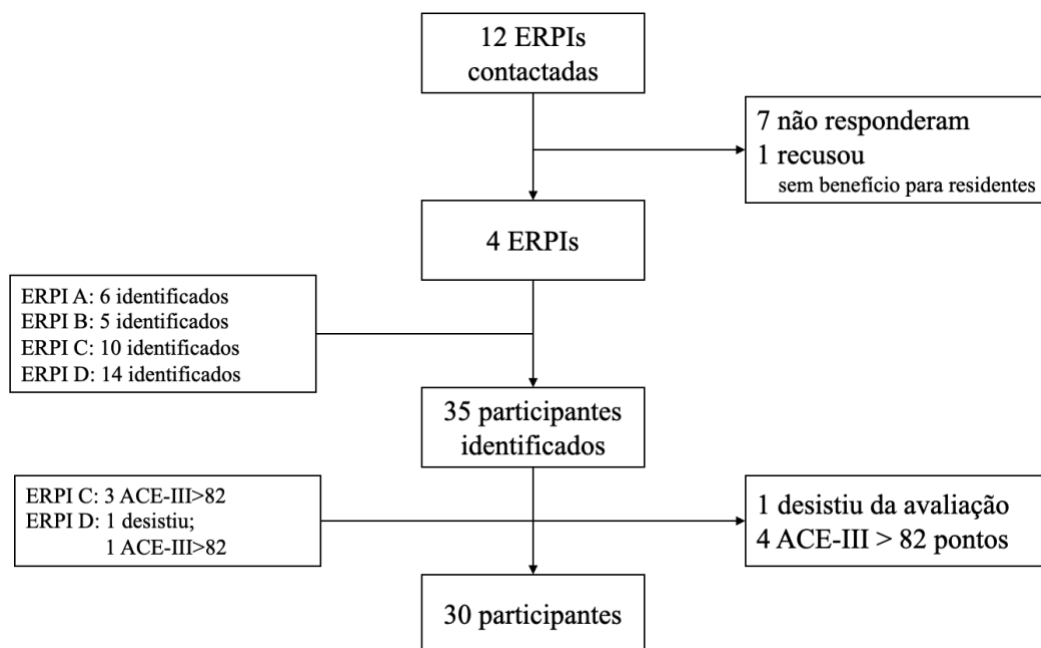 12 ERPIs
contactadas
7 não responderam
1 recusou
sem benefício para residentes
4 ERPIs
ERPI A: 6 identificados
ERPI B: 5 identificados
ERPI C: 10 identificados
ERPI D: 14 identificados
35 participantes
identificados
ERPI C: 3 ACE-III>82
ERPI D: 1 desistiu;
1 ACE-III>82
1 desistiu da avaliação
4 ACE-III > 82 pontos
30 participantes